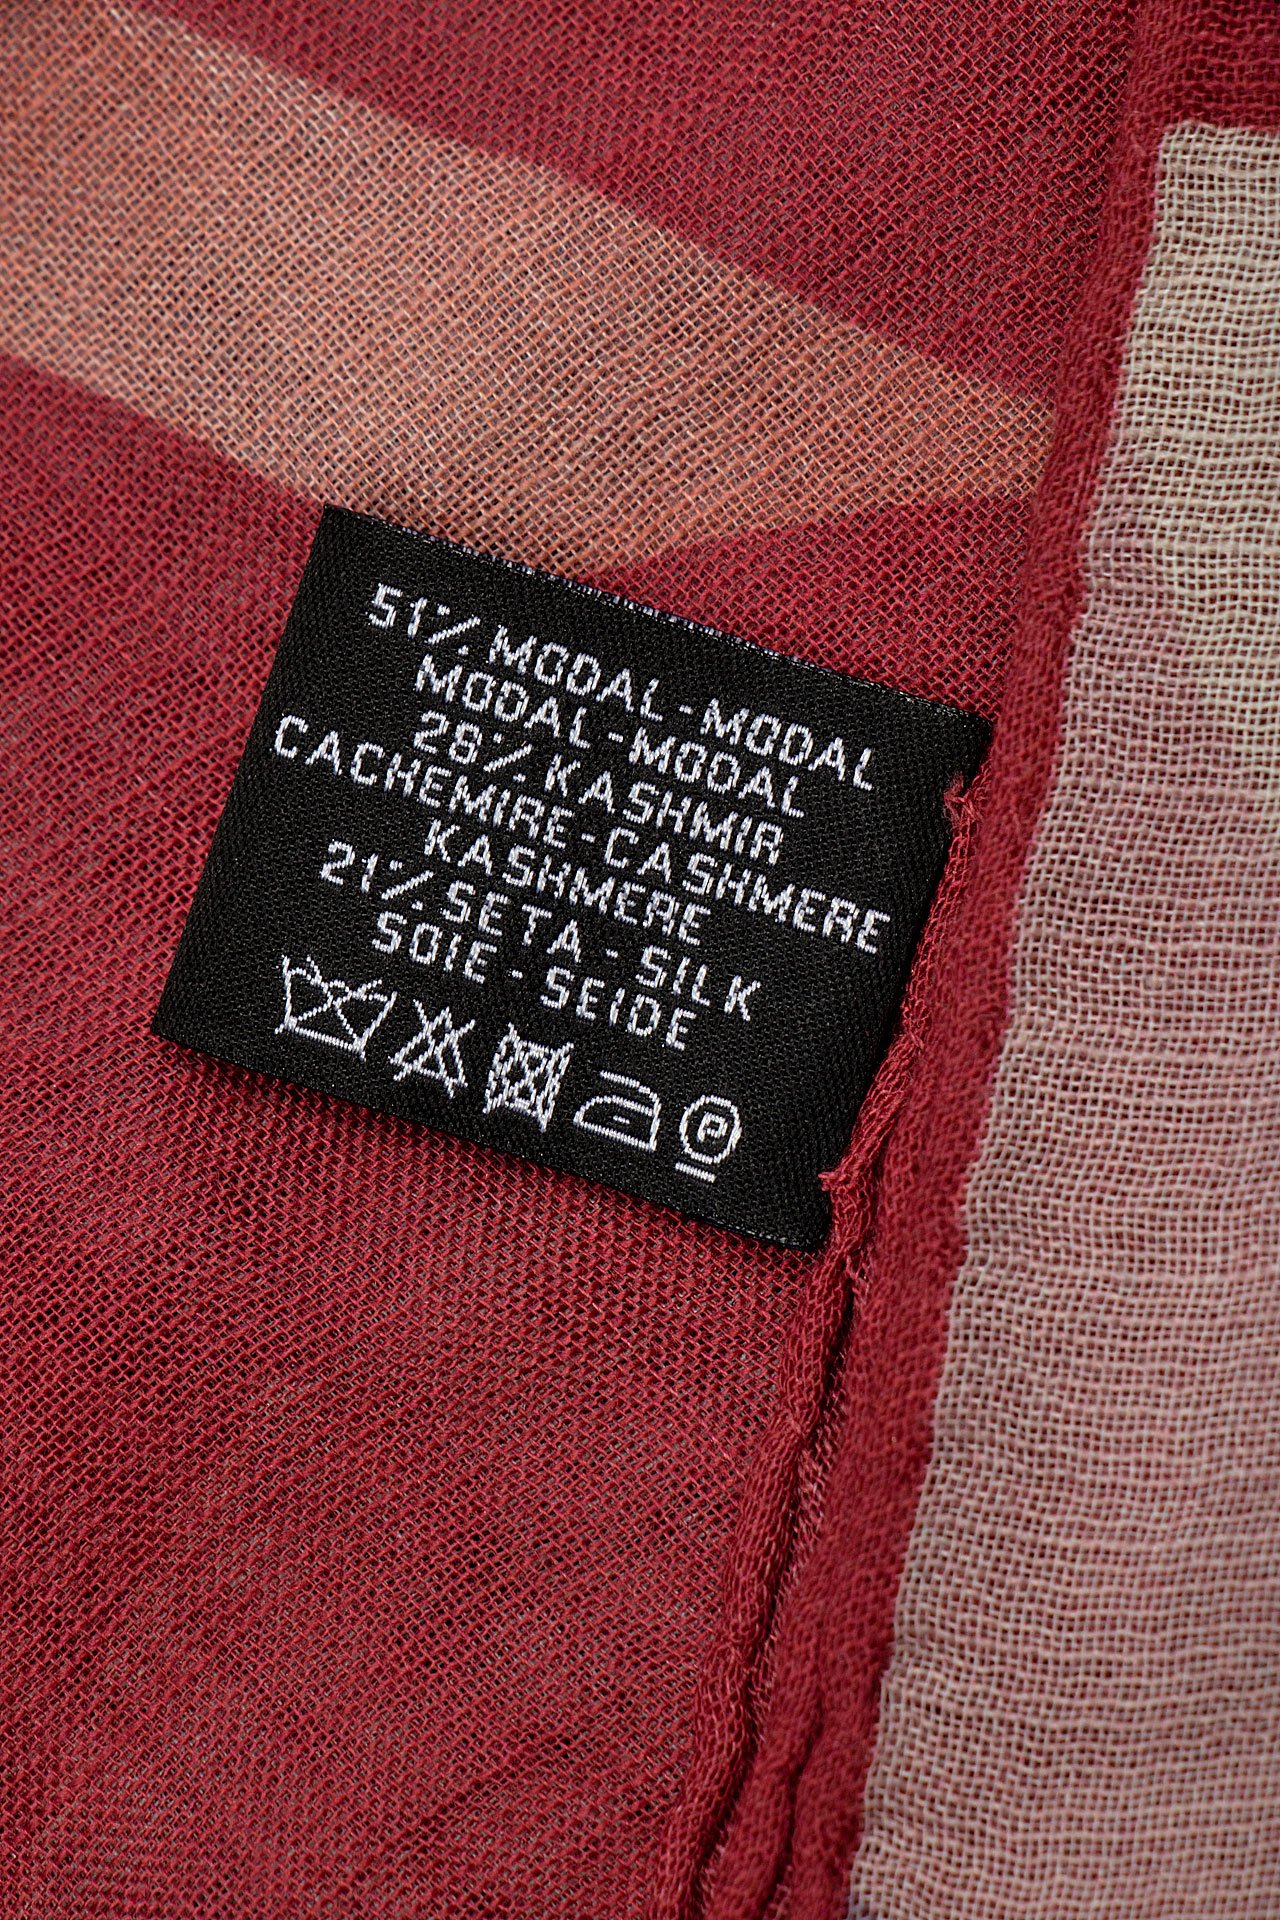 51% MODAL-MODAL
MODAL-MODAL
28% KASHMIR
CACHEMIRE-CASHMERE
KASHMERE
21% SETA - SILK
SOIE - SEIDE
P